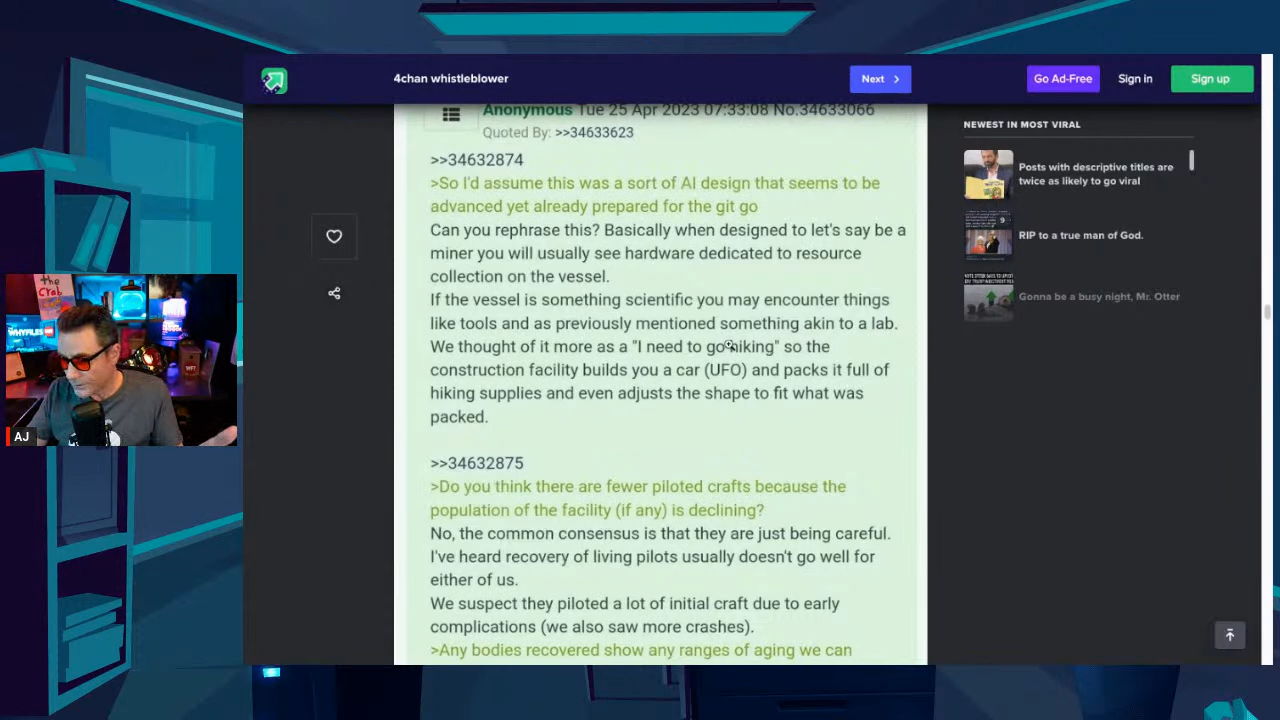 4chan whistleblower
Next
Go Ad-Free
Sign in
Sign up
Anonymous Tue 25 Apr 2023 07:33:08 No.34633066
Quoted By: >>34633623
>>34632874
>So I'd assume this was a sort of AI design that seems to be
advanced yet already prepared for the git go
Can you rephrase this? Basically when designed to let's say be a
miner you will usually see hardware dedicated to resource
collection on the vessel.
If the vessel is something scientific you may encounter things
like tools and as previously mentioned something akin to a lab.
We thought of it more as a "I need to go hiking" so the
construction facility builds you a car (UFO) and packs it full of
hiking supplies and even adjusts the shape to fit what was
packed.
>>34632875
>Do you think there are fewer piloted crafts because the
population of the facility (if any) is declining?
No, the common consensus is that they are just being careful.
I've heard recovery of living pilots usually doesn't go well for
either of us.
We suspect they piloted a lot of initial craft due to early
complications (we also saw more crashes).
>Any bodies recovered show any ranges of aging we can
NEWEST IN MOST VIRAL
Posts with descriptive titles are
twice as likely to go viral
RIP to a true man of God.
Gonna be a busy night, Mr. Otter
the
Crab
WHYFILES
AJ